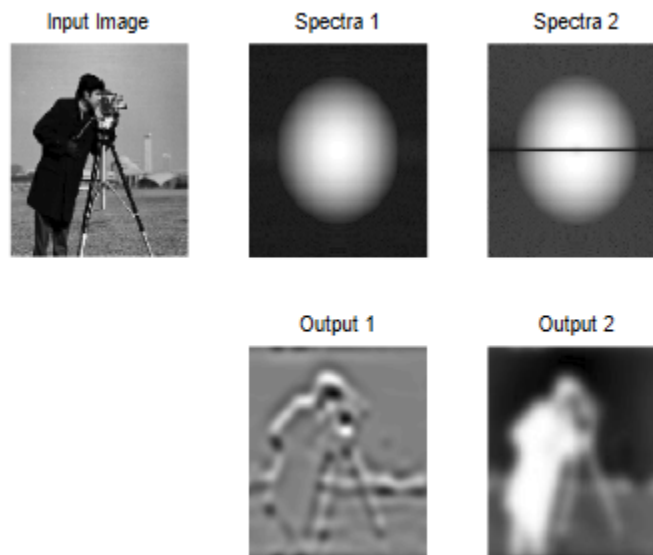 Input Image
Spectra 1
Spectra 2
Output 1
Output 2